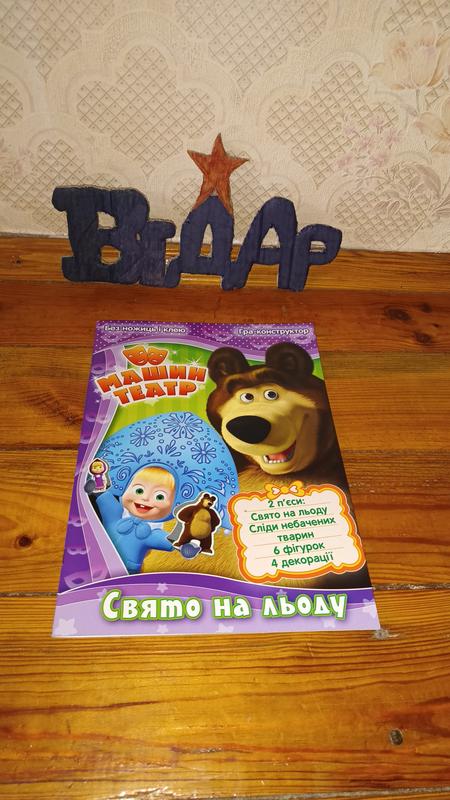 ВіДАр
Без ножиць і клею
Гра-конструктор
МАШИН
ТЕАТР
2 п'єси:
Свято на льоду
Сліди небачених
тварин
6 фігурок
4 декорації
Свято на льоду